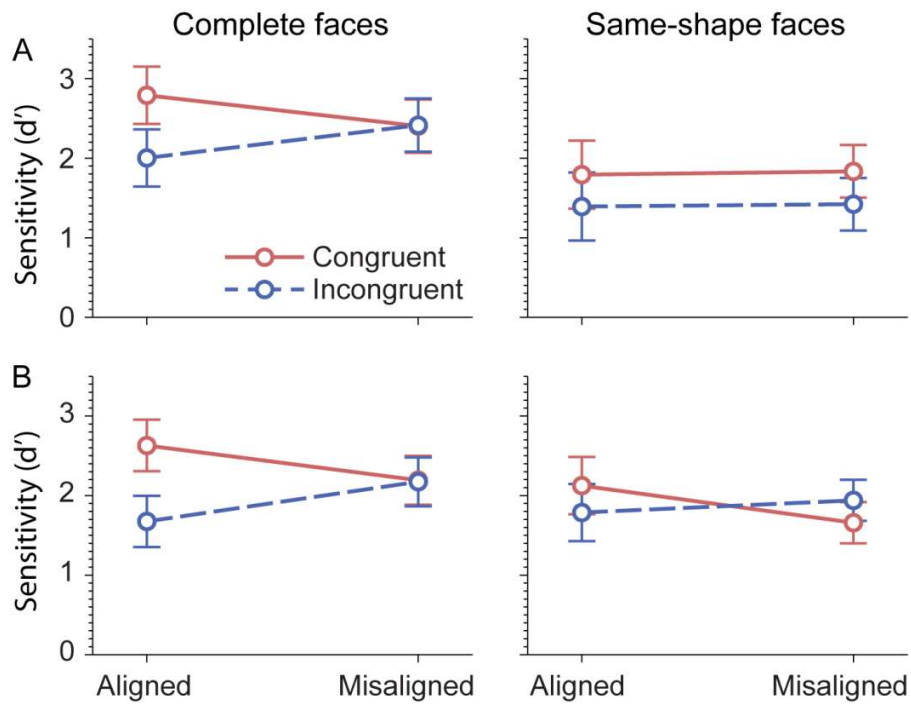 Complete faces
Same-shape faces
A
Sensitivity (d′)
3
2
1
0
Congruent
Incongruent
B
Sensitivity (d′)
3
2
1
0
Aligned
Misaligned
Aligned
Misaligned